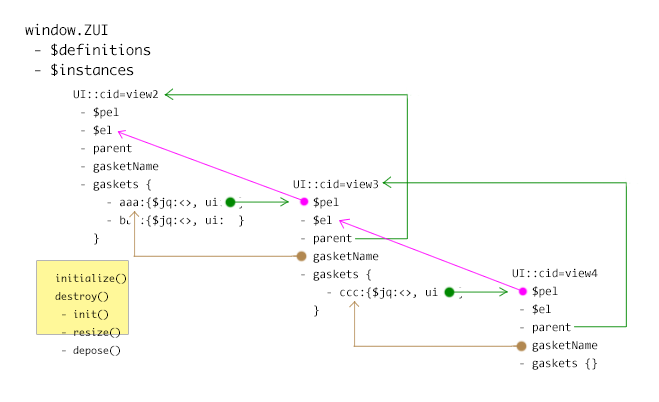 window.ZUI
- $definitions
- $instances
UI::cid=view2
- $pel
- $el
- parent
- gasketName
- gaskets {
- aaa:{$jq:<>, ui:
- :{$jq:<>, ui: }
}
UI::cid=view3
$pel
- $el
- parent
gasketName
- gaskets {
- ccc:{$jq:<>, ui
}
UI::cid=view4
$pel
- $el
- parent
gasketName
- gaskets {}
initialize()
destroy()
- init()
- resize()
- depose()